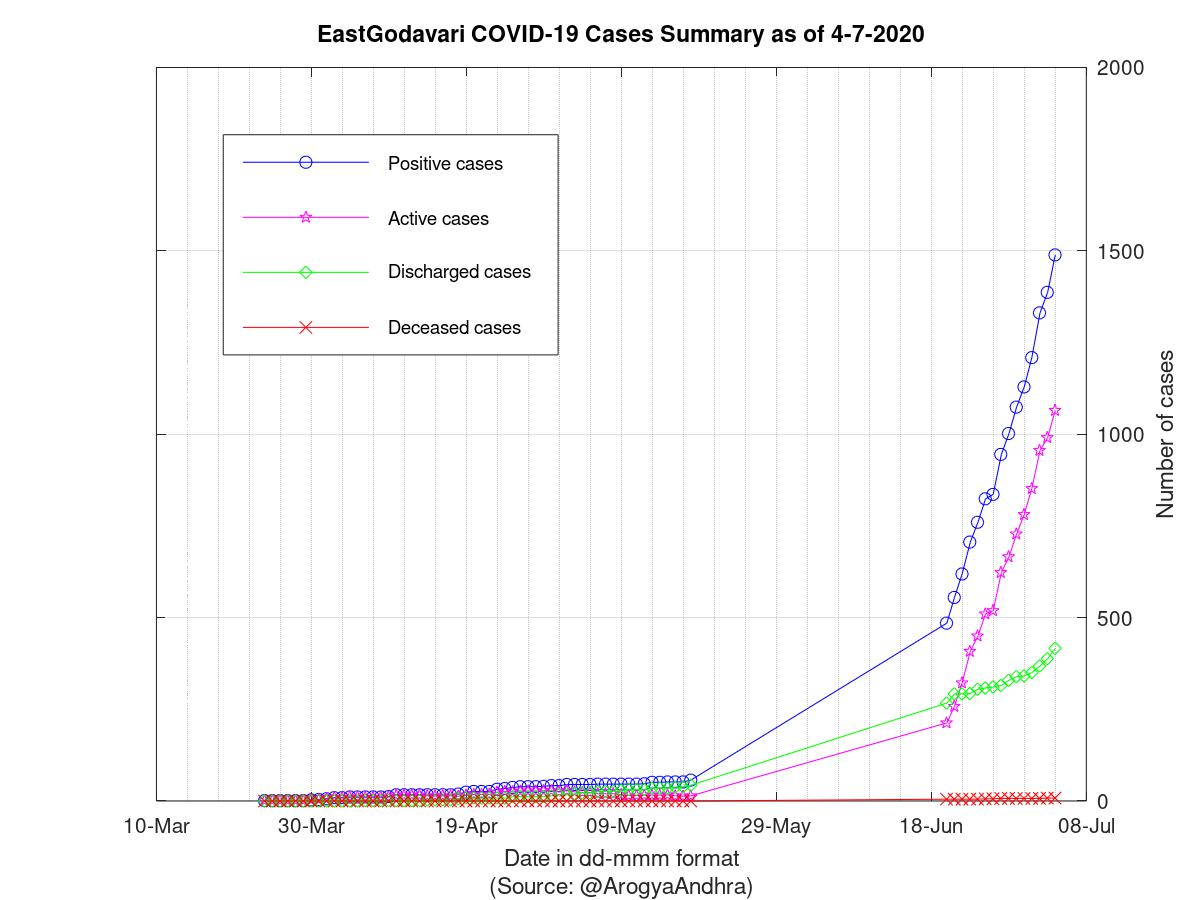 EastGodavari COVID-19 Cases Summary as of 4-7-2020
2000
Positive cases
Active cases
1500
Discharged cases
Deceased cases
Number of cases
1000
500
0
10-Mar 30-Mar 19-Apr 09-May 29-May 18-Jun 08-Jul
Date in dd-mmm format
(Source: @ArogyaAndhra)